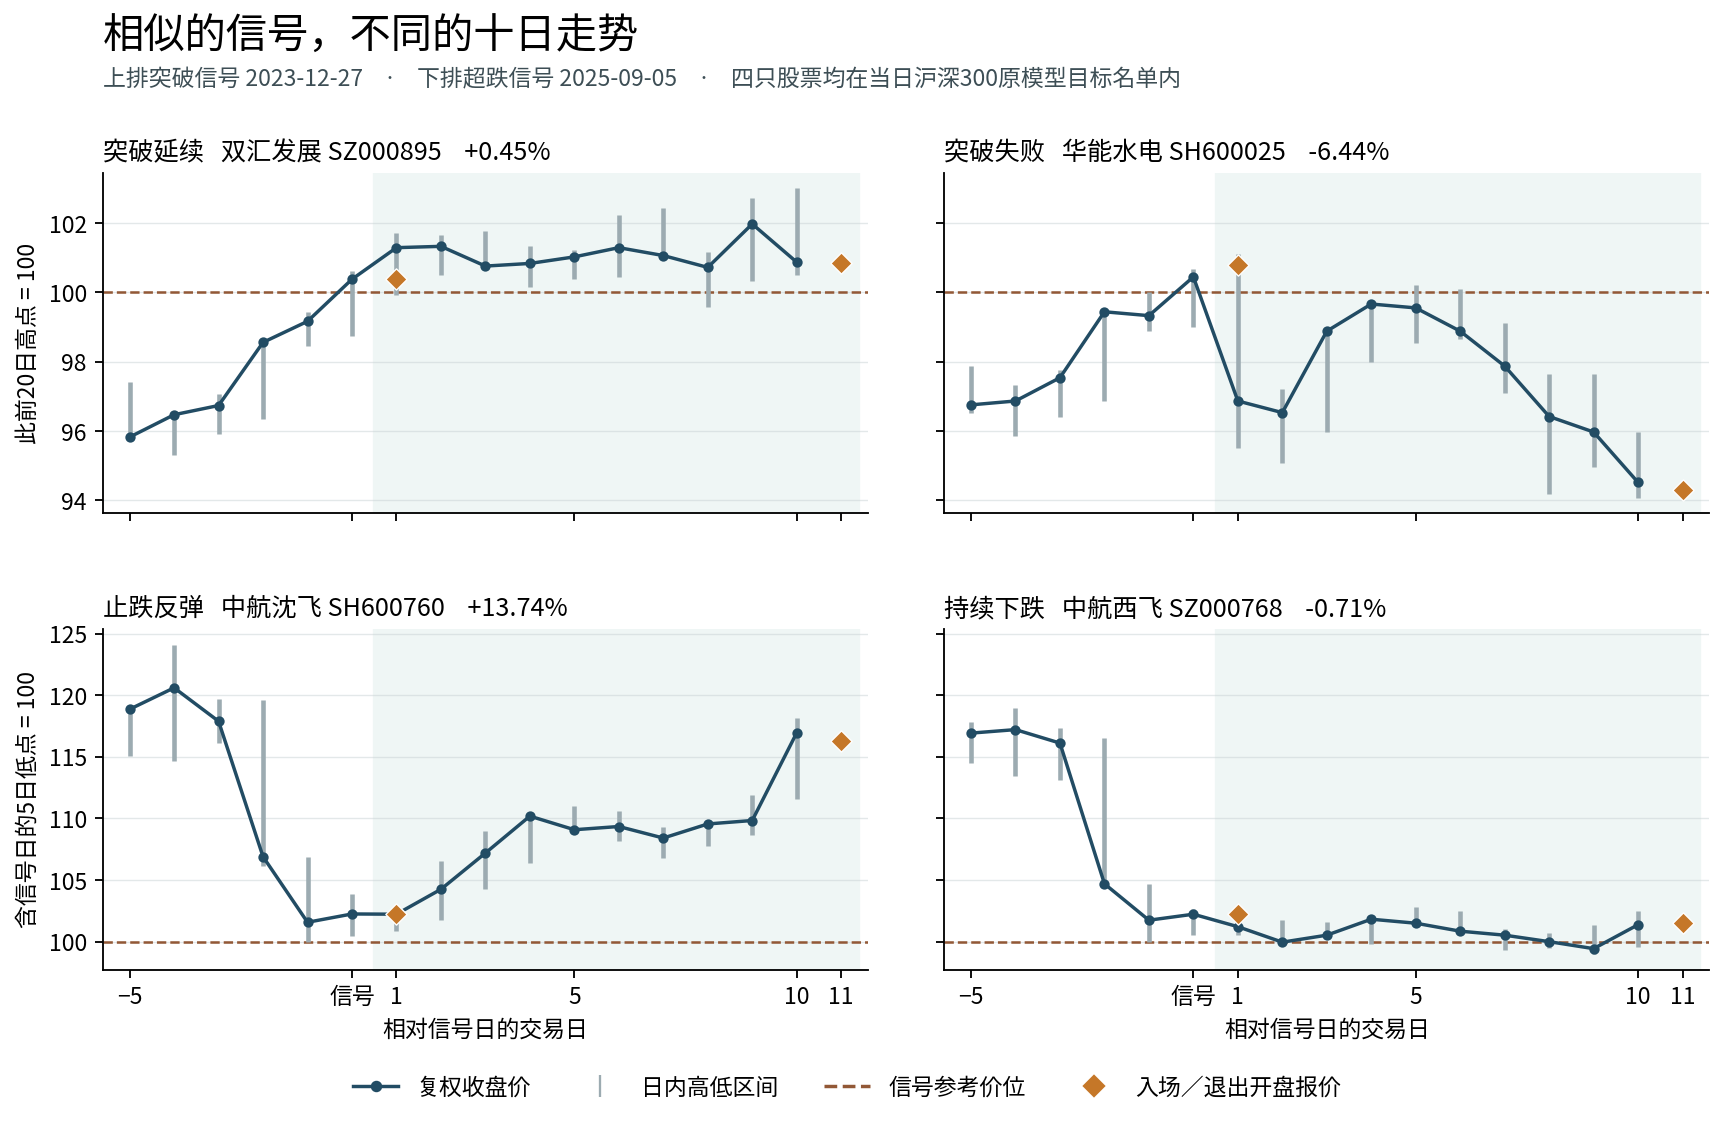 相似的信号，不同的十日走势
上排突破信号 2023-12-27 · 下排超跌信号 2025-09-05 · 四只股票均在当日沪深300原模型目标名单内
突破延续 双汇发展 SZ000895 +0.45%
突破失败 华能水电 SH600025 -6.44%
此前20日高点 = 100
102
100
98
96
94
止跌反弹 中航沈飞 SH600760 +13.74%
持续下跌 中航西飞 SZ000768 -0.71%
含信号日的5日低点 = 100
125
120
115
110
105
100
−5 信号 1 5 10 11
−5 信号 1 5 10 11
相对信号日的交易日
相对信号日的交易日
复权收盘价 日内高低区间 信号参考价位 入场／退出开盘报价